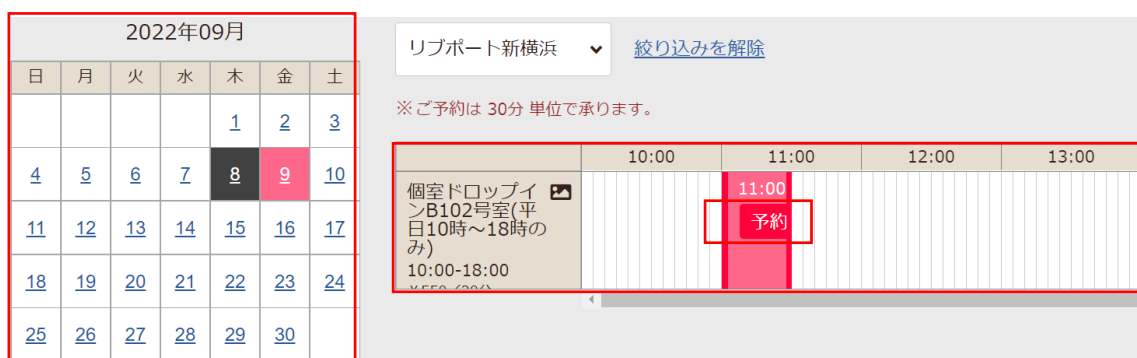 2022年09月
日 月 火 水 木 金 土
1 2 3
4 5 6 7 8 9 10
11 12 13 14 15 16 17
18 19 20 21 22 23 24
25 26 27 28 29 30
リブポート新横浜
絞り込みを解除
※ご予約は 30分 単位で承ります。
10:00 11:00 12:00 13:00
個室ドロップイ
ンB102号室(平
日10時～18時の
み)
10:00-18:00
11:00
予約